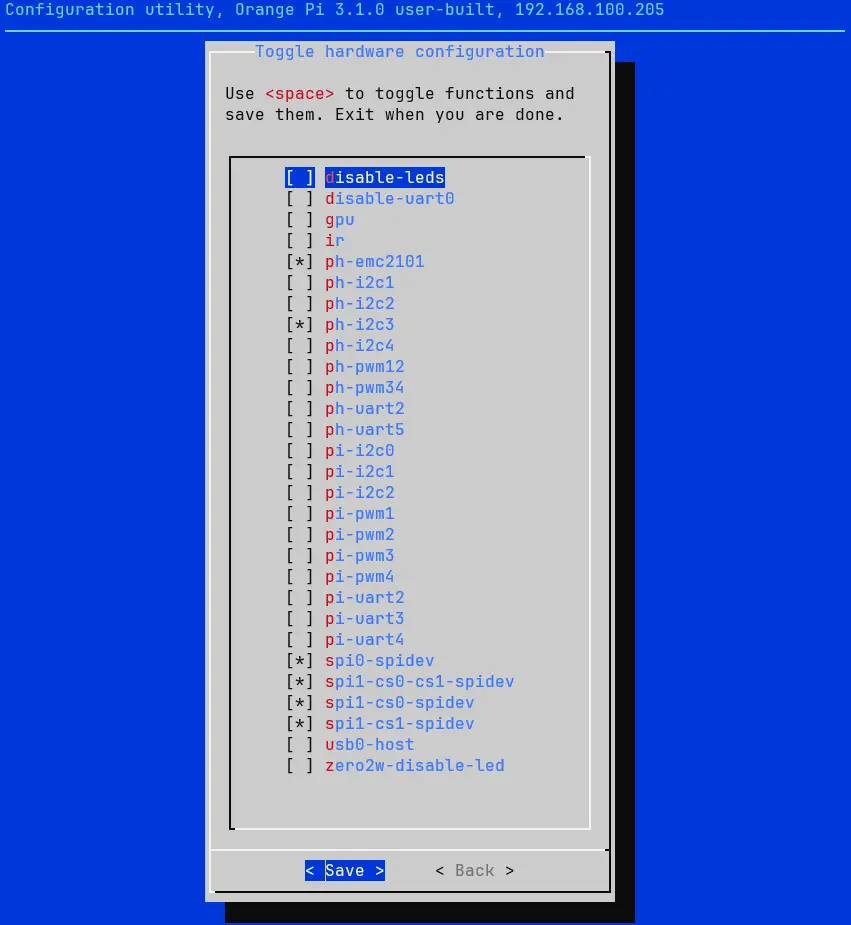 Configuration utility, Orange Pi 3.1.0 user-built, 192.168.100.205
Toggle hardware configuration
Use <space> to toggle functions and
save them. Exit when you are done.
[ ] disable-leds
[ ] disable-uart0
[ ] gpu
[ ] ir
[*] ph-emc2101
[ ] ph-i2c1
[ ] ph-i2c2
[*] ph-i2c3
[ ] ph-i2c4
[ ] ph-pwm12
[ ] ph-pwm34
[ ] ph-uart2
[ ] ph-uart5
[ ] pi-i2c0
[ ] pi-i2c1
[ ] pi-i2c2
[ ] pi-pwm1
[ ] pi-pwm2
[ ] pi-pwm3
[ ] pi-pwm4
[ ] pi-uart2
[ ] pi-uart3
[ ] pi-uart4
[*] spi0-spidev
[*] spi1-cs0-cs1-spidev
[*] spi1-cs0-spidev
[*] spi1-cs1-spidev
[ ] usb0-host
[ ] zero2w-disable-led
< Save > < Back >